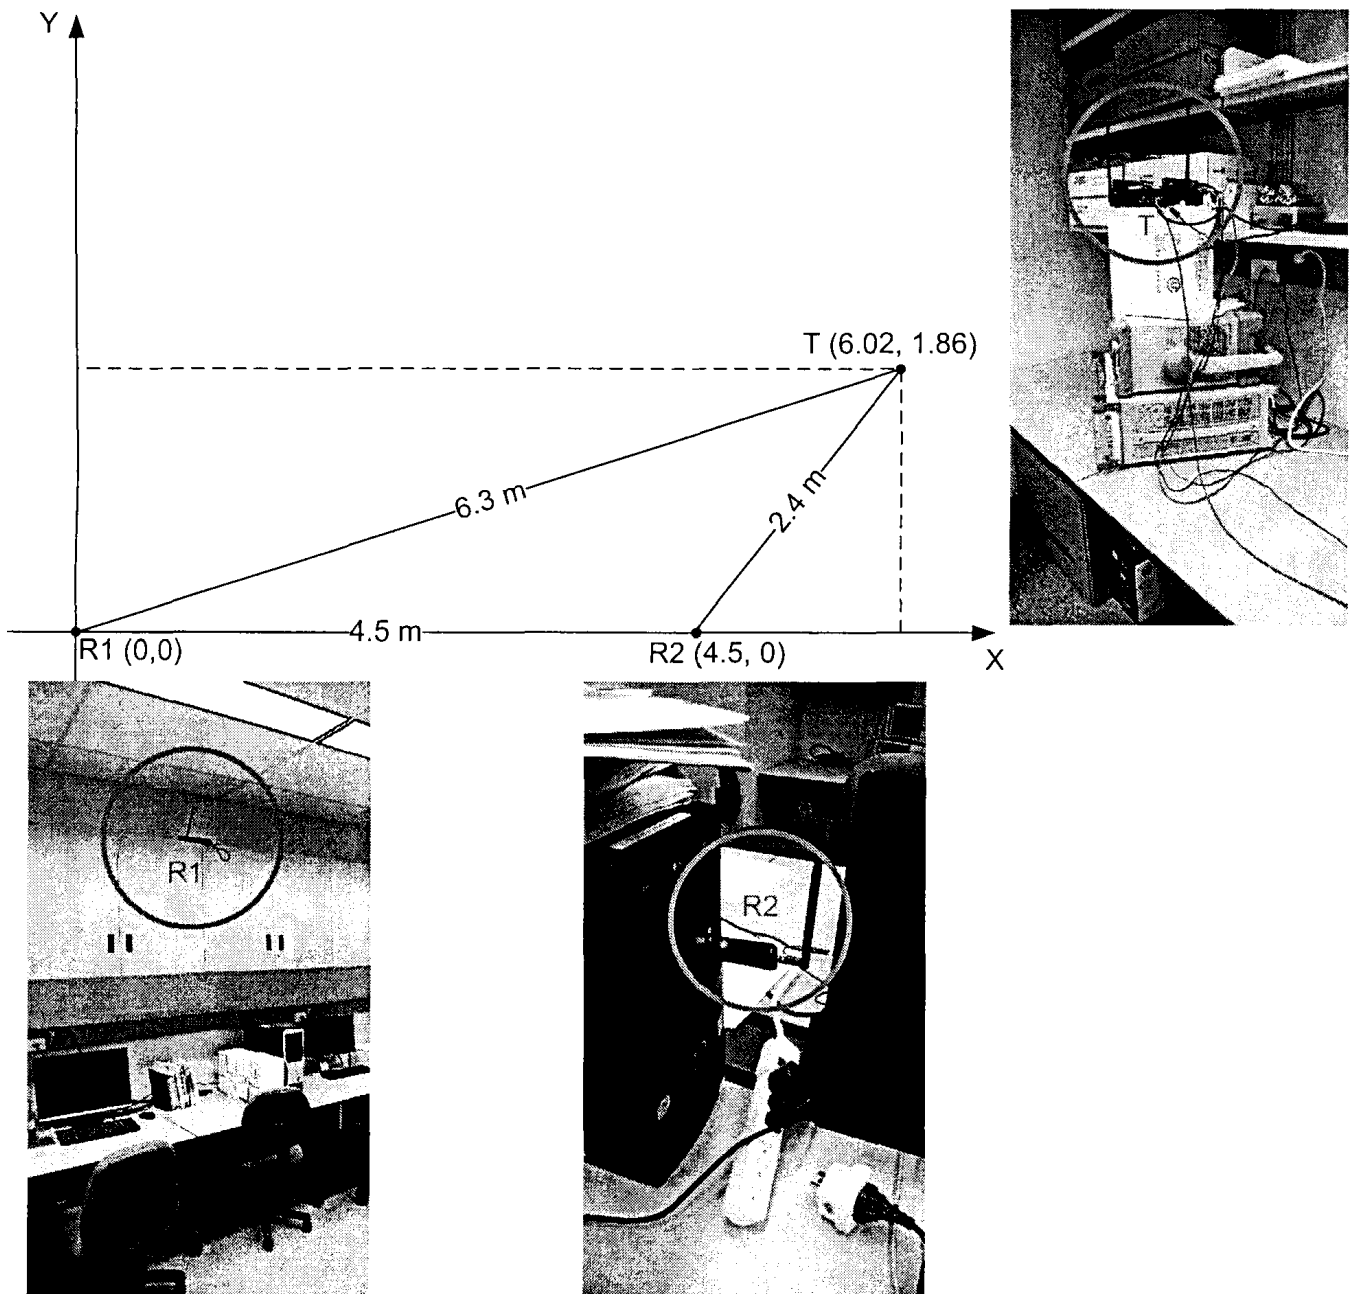 Y
T
T (6.02, 1.86)
6.3 m
2.4 m
4.5 m
R1 (0,0)
R2 (4.5, 0)
X
R1
R2